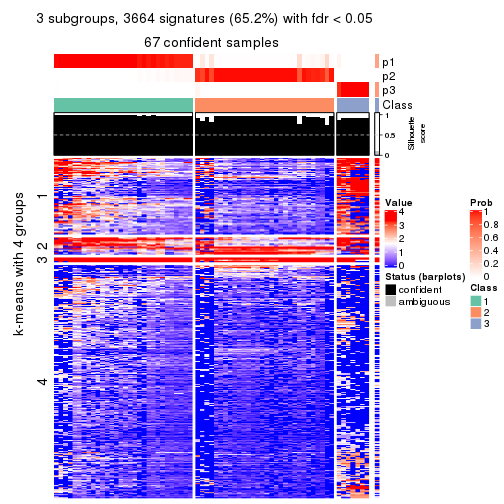 3 subgroups, 3664 signatures (65.2%) with fdr < 0.05
67 confident samples
p1
p2
p3
Class
1
0.5
0
Silhouette
score
k-means with 4 groups
1
2
3
4
Value
4
3
2
1
0
Status (barplots)
confident
ambiguous
Prob
1
0.8
0.6
0.4
0.2
0
Class
1
2
3